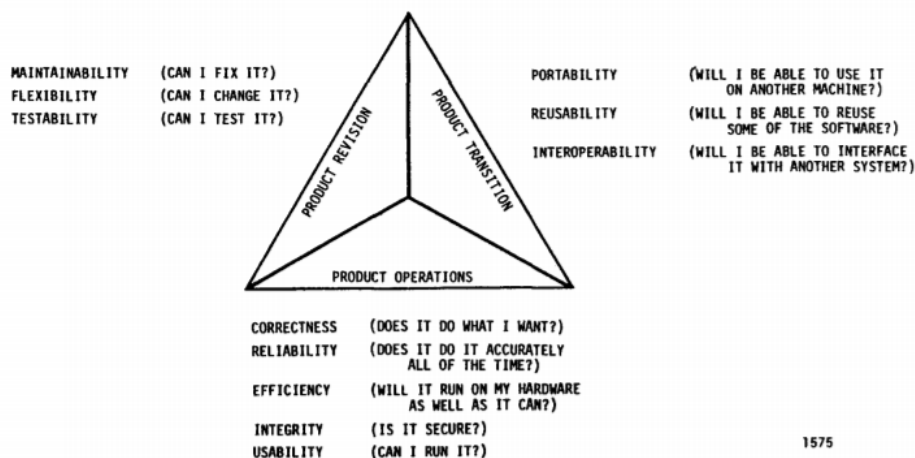 MAINTAINABILITY (CAN I FIX IT?)
FLEXIBILITY (CAN I CHANGE IT?)
TESTABILITY (CAN I TEST IT?)
PRODUCT REVISION
PRODUCT TRANSITION
PORTABILITY (WILL I BE ABLE TO USE IT
ON ANOTHER MACHINE?)
REUSABILITY (WILL I BE ABLE TO REUSE
SOME OF THE SOFTWARE?)
INTEROPERABILITY (WILL I BE ABLE TO INTERFACE
IT WITH ANOTHER SYSTEM?)
PRODUCT OPERATIONS
CORRECTNESS (DOES IT DO WHAT I WANT?)
RELIABILITY (DOES IT DO IT ACCURATELY
ALL OF THE TIME?)
EFFICIENCY (WILL IT RUN ON MY HARDWARE
AS WELL AS IT CAN?)
INTEGRITY (IS IT SECURE?)
USABILITY (CAN I RUN IT?)
1575